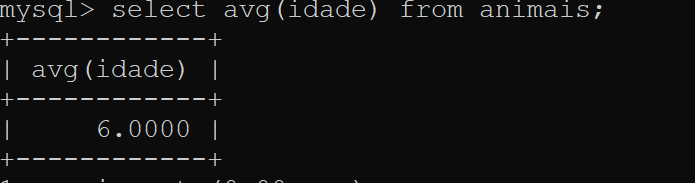 mysql> select avg(idade) from animais;
+------------+
| avg(idade) |
+------------+
|     6.0000 |
+------------+